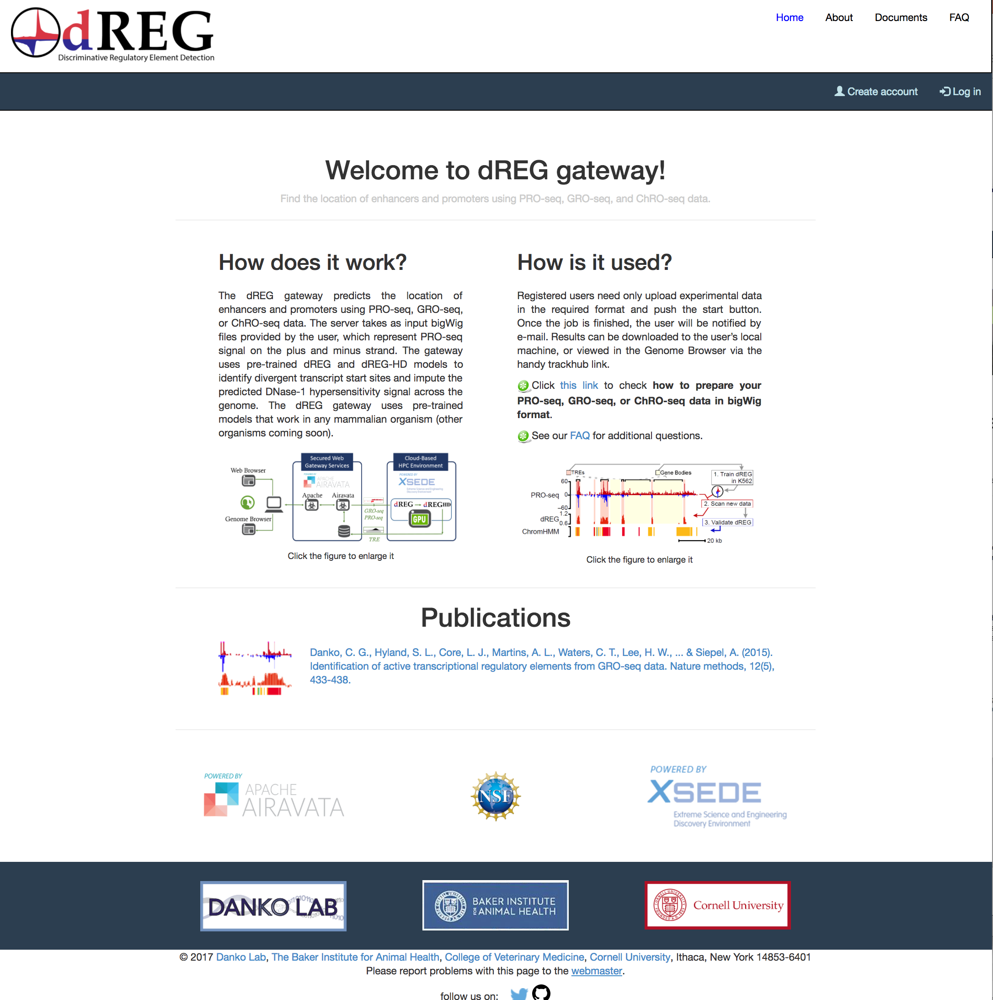 dREG
Discriminative Regulatory Element Detection
Home About Documents FAQ
Create account Log in
Welcome to dREG gateway!
Find the location of enhancers and promoters using PRO-seq, GRO-seq, and ChRO-seq data.
How does it work?
The dREG gateway predicts the location of
enhancers and promoters using PRO-seq, GRO-seq,
or ChRO-seq data. The server takes as input bigWig
files provided by the user, which represent PRO-seq
signal on the plus and minus strand. The gateway
uses pre-trained dREG and dREG-HD models to
identify divergent transcript start sites and impute the
predicted DNase-1 hypersensitivity signal across the
genome. The dREG gateway uses pre-trained
models that work in any mammalian organism (other
organisms coming soon).
Secured Web
Gateway Services
Cloud-Based
HPC Environment
Web Browser
POWERED BY
APACHE
AIRAVATA
POWERED BY
XSEDE
Extreme Science and Engineering
Discovery Environment
Apache Airavata
dREG → dREGHD
GRO-seq
PRO-seq
GPU
Genome Browser
TRE
Click the figure to enlarge it
How is it used?
Registered users need only upload experimental data
in the required format and push the start button.
Once the job is finished, the user will be notified by
e-mail. Results can be downloaded to the user’s local
machine, or viewed in the Genome Browser via the
handy trackhub link.
Click this link to check how to prepare your
PRO-seq, GRO-seq, or ChRO-seq data in bigWig
format.
See our FAQ for additional questions.
TREs
Gene Bodies
1. Train dREG
in K562
60
PRO-seq 0
−60
2. Scan new data
1.2
dREG
0.6
3. Validate dREG
ChromHMM
20 kb
Click the figure to enlarge it
Publications
Danko, C. G., Hyland, S. L., Core, L. J., Martins, A. L., Waters, C. T., Lee, H. W., ... & Siepel, A. (2015).
Identification of active transcriptional regulatory elements from GRO-seq data. Nature methods, 12(5),
433-438.
POWERED BY
APACHE
AIRAVATA
NSF
POWERED BY
XSEDE
Extreme Science and Engineering
Discovery Environment
DANKO LAB
BAKER INSTITUTE
FOR ANIMAL HEALTH
Cornell University
© 2017 Danko Lab, The Baker Institute for Animal Health, College of Veterinary Medicine, Cornell University, Ithaca, New York 14853-6401
Please report problems with this page to the webmaster.
follow us on: